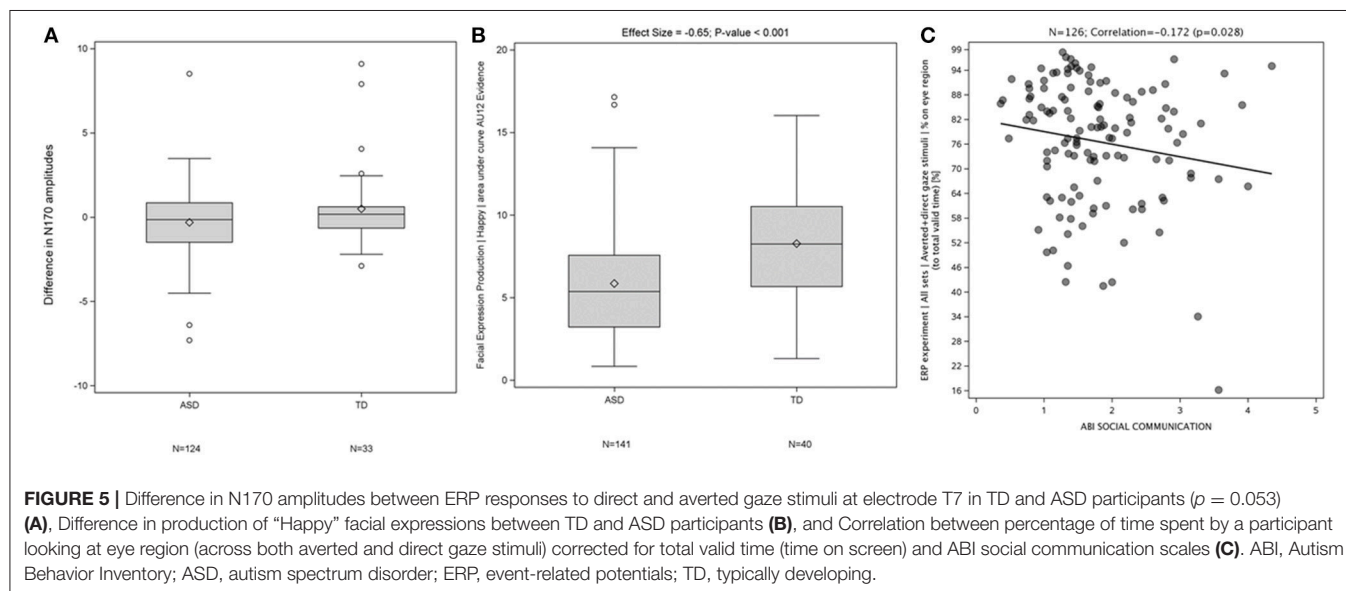 A
10
5
0
-5
-10
Difference in N170 amplitudes
ASD
TD
N=124
N=33
B
Effect Size = -0.65; P-value < 0.001
20
15
10
5
0
Facial Expression Production | Happy | area under curve AU12 Evidence
ASD
TD
N=141
N=40
C
N=126; Correlation=-0.172 (p=0.028)
99
94
88
82
76
70
64
58
52
46
40
34
28
22
16
ERP experiment | All sets | Averted+direct gaze stimuli | % on eye region
(to total valid time) [%]
0
1
2
3
4
5
ABI SOCIAL COMMUNICATION
FIGURE 5 | Difference in N170 amplitudes between ERP responses to direct and averted gaze stimuli at electrode T7 in TD and ASD participants (p = 0.053)
(A), Difference in production of “Happy” facial expressions between TD and ASD participants (B), and Correlation between percentage of time spent by a participant
looking at eye region (across both averted and direct gaze stimuli) corrected for total valid time (time on screen) and ABI social communication scales (C). ABI, Autism
Behavior Inventory; ASD, autism spectrum disorder; ERP, event-related potentials; TD, typically developing.